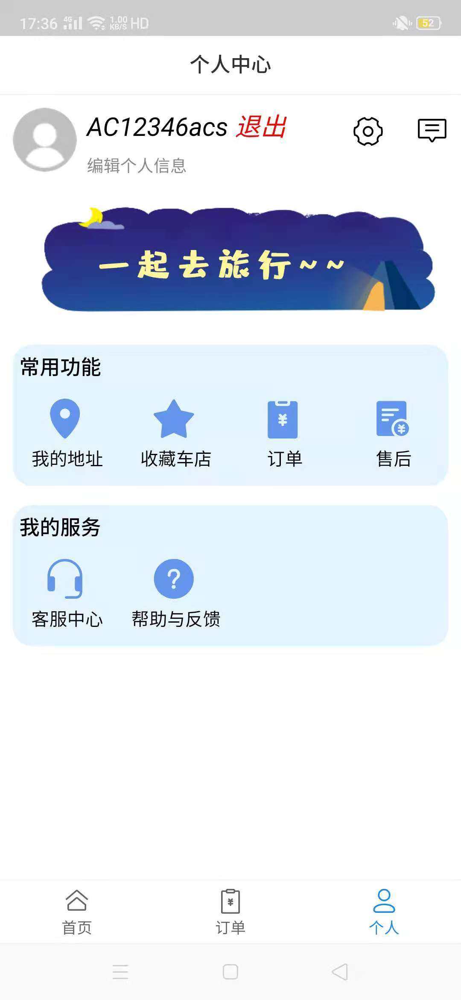 17:36 4G 1.00 KB/S HD 52
个人中心
AC12346acs 退出
编辑个人信息
一起去旅行~~
常用功能
我的地址 收藏车店 订单 售后
我的服务
客服中心 帮助与反馈
首页 订单 个人